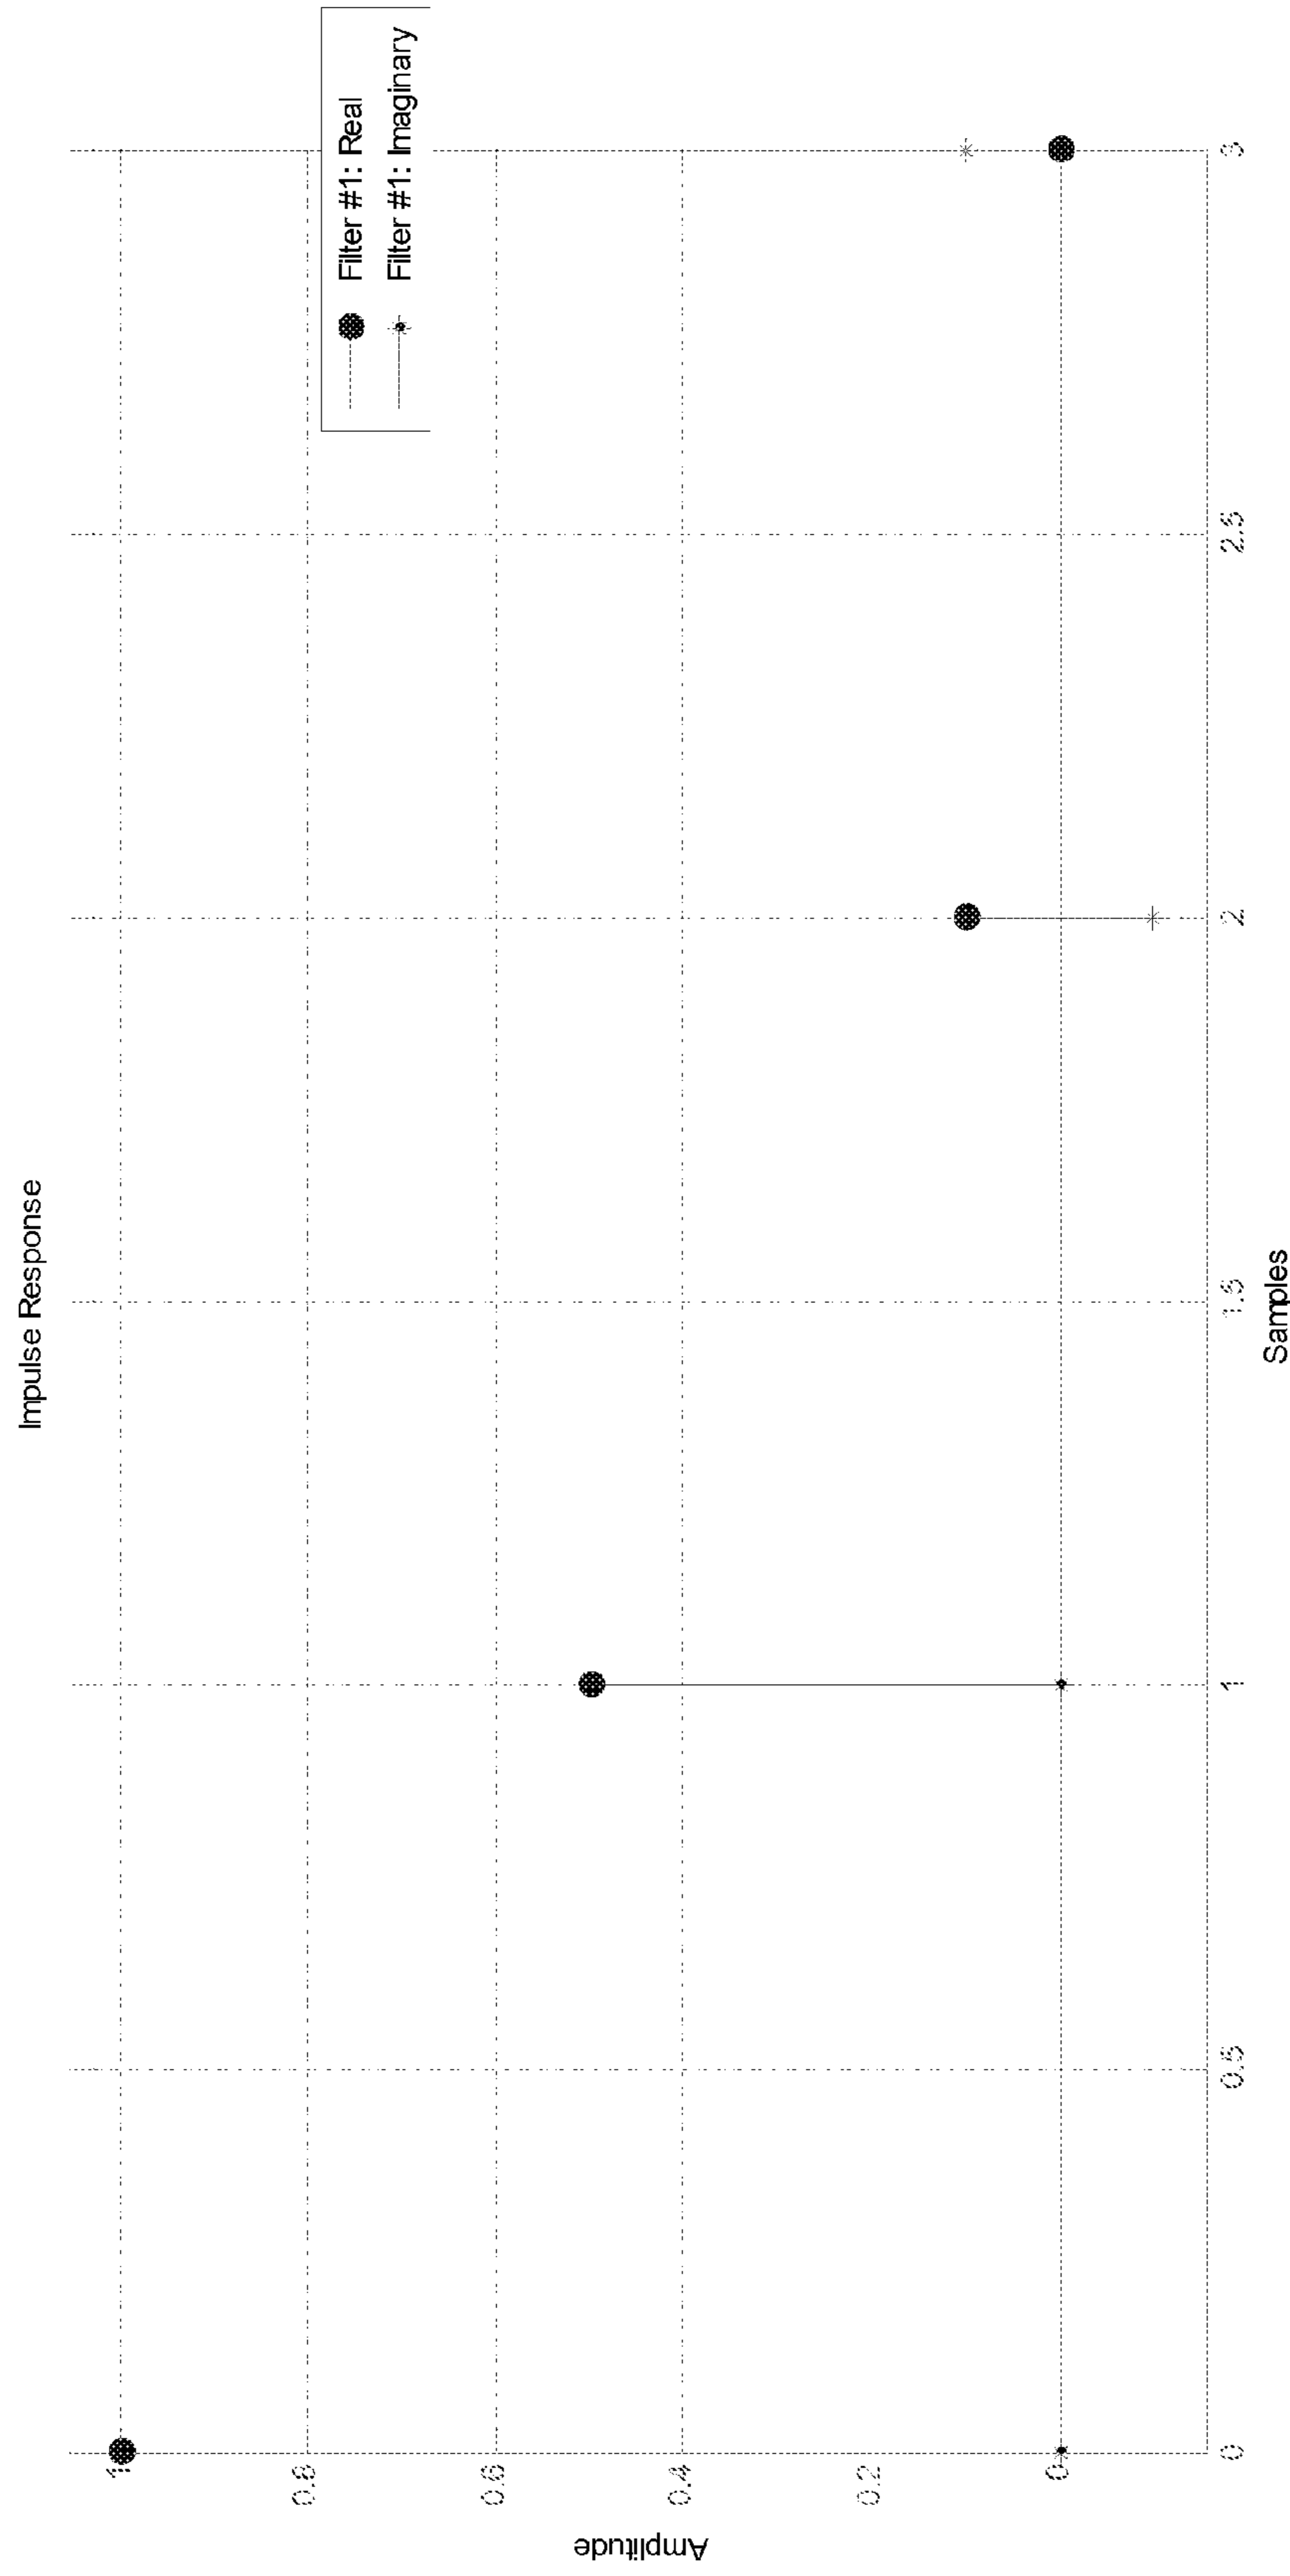 Impulse Response
Filter #1: Real
Filter #1: Imaginary
Amplitude
1
0.8
0.6
0.4
0.2
0
0
0.5
1
1.5
2
2.5
3
Samples